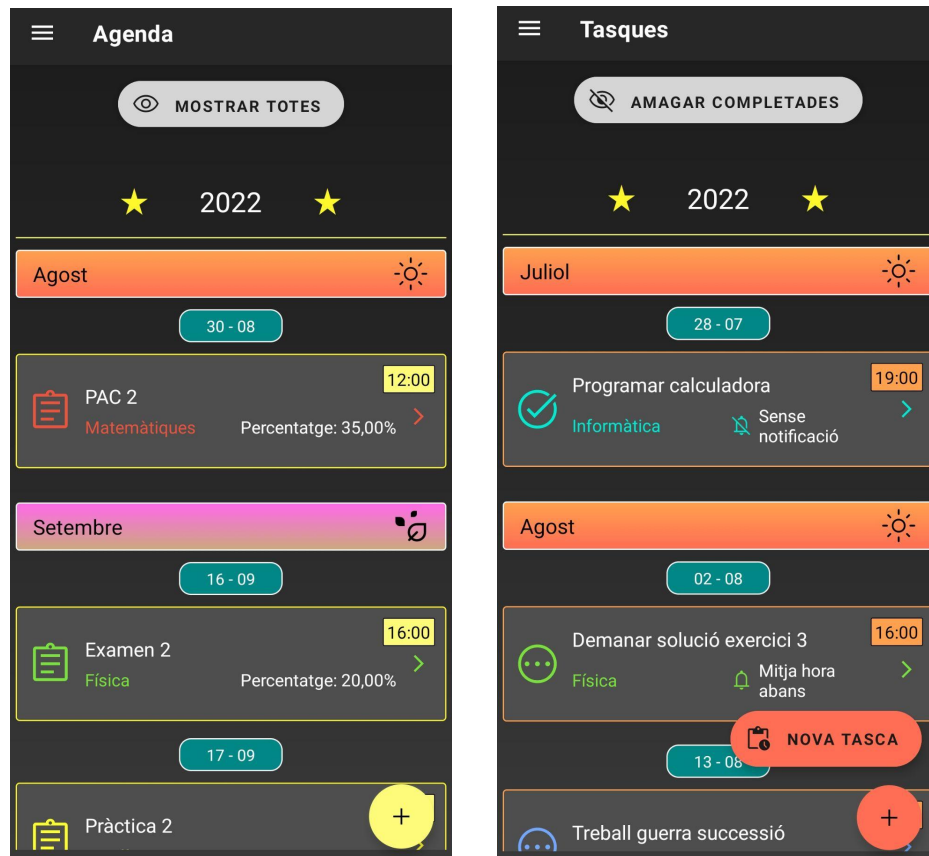 Agenda
MOSTRAR TOTES
2022
Agost
30 - 08
12:00
PAC 2
Matemàtiques
Percentatge: 35,00%
Setembre
16 - 09
16:00
Examen 2
Física
Percentatge: 20,00%
17 - 09
Pràctica 2
+
Tasques
AMAGAR COMPLETADES
2022
Juliol
28 - 07
19:00
Programar calculadora
Informàtica
Sense
notificació
Agost
02 - 08
16:00
Demanar solució exercici 3
Física
Mitja hora
abans
NOVA TASCA
13 - 08
Treball guerra successió
+